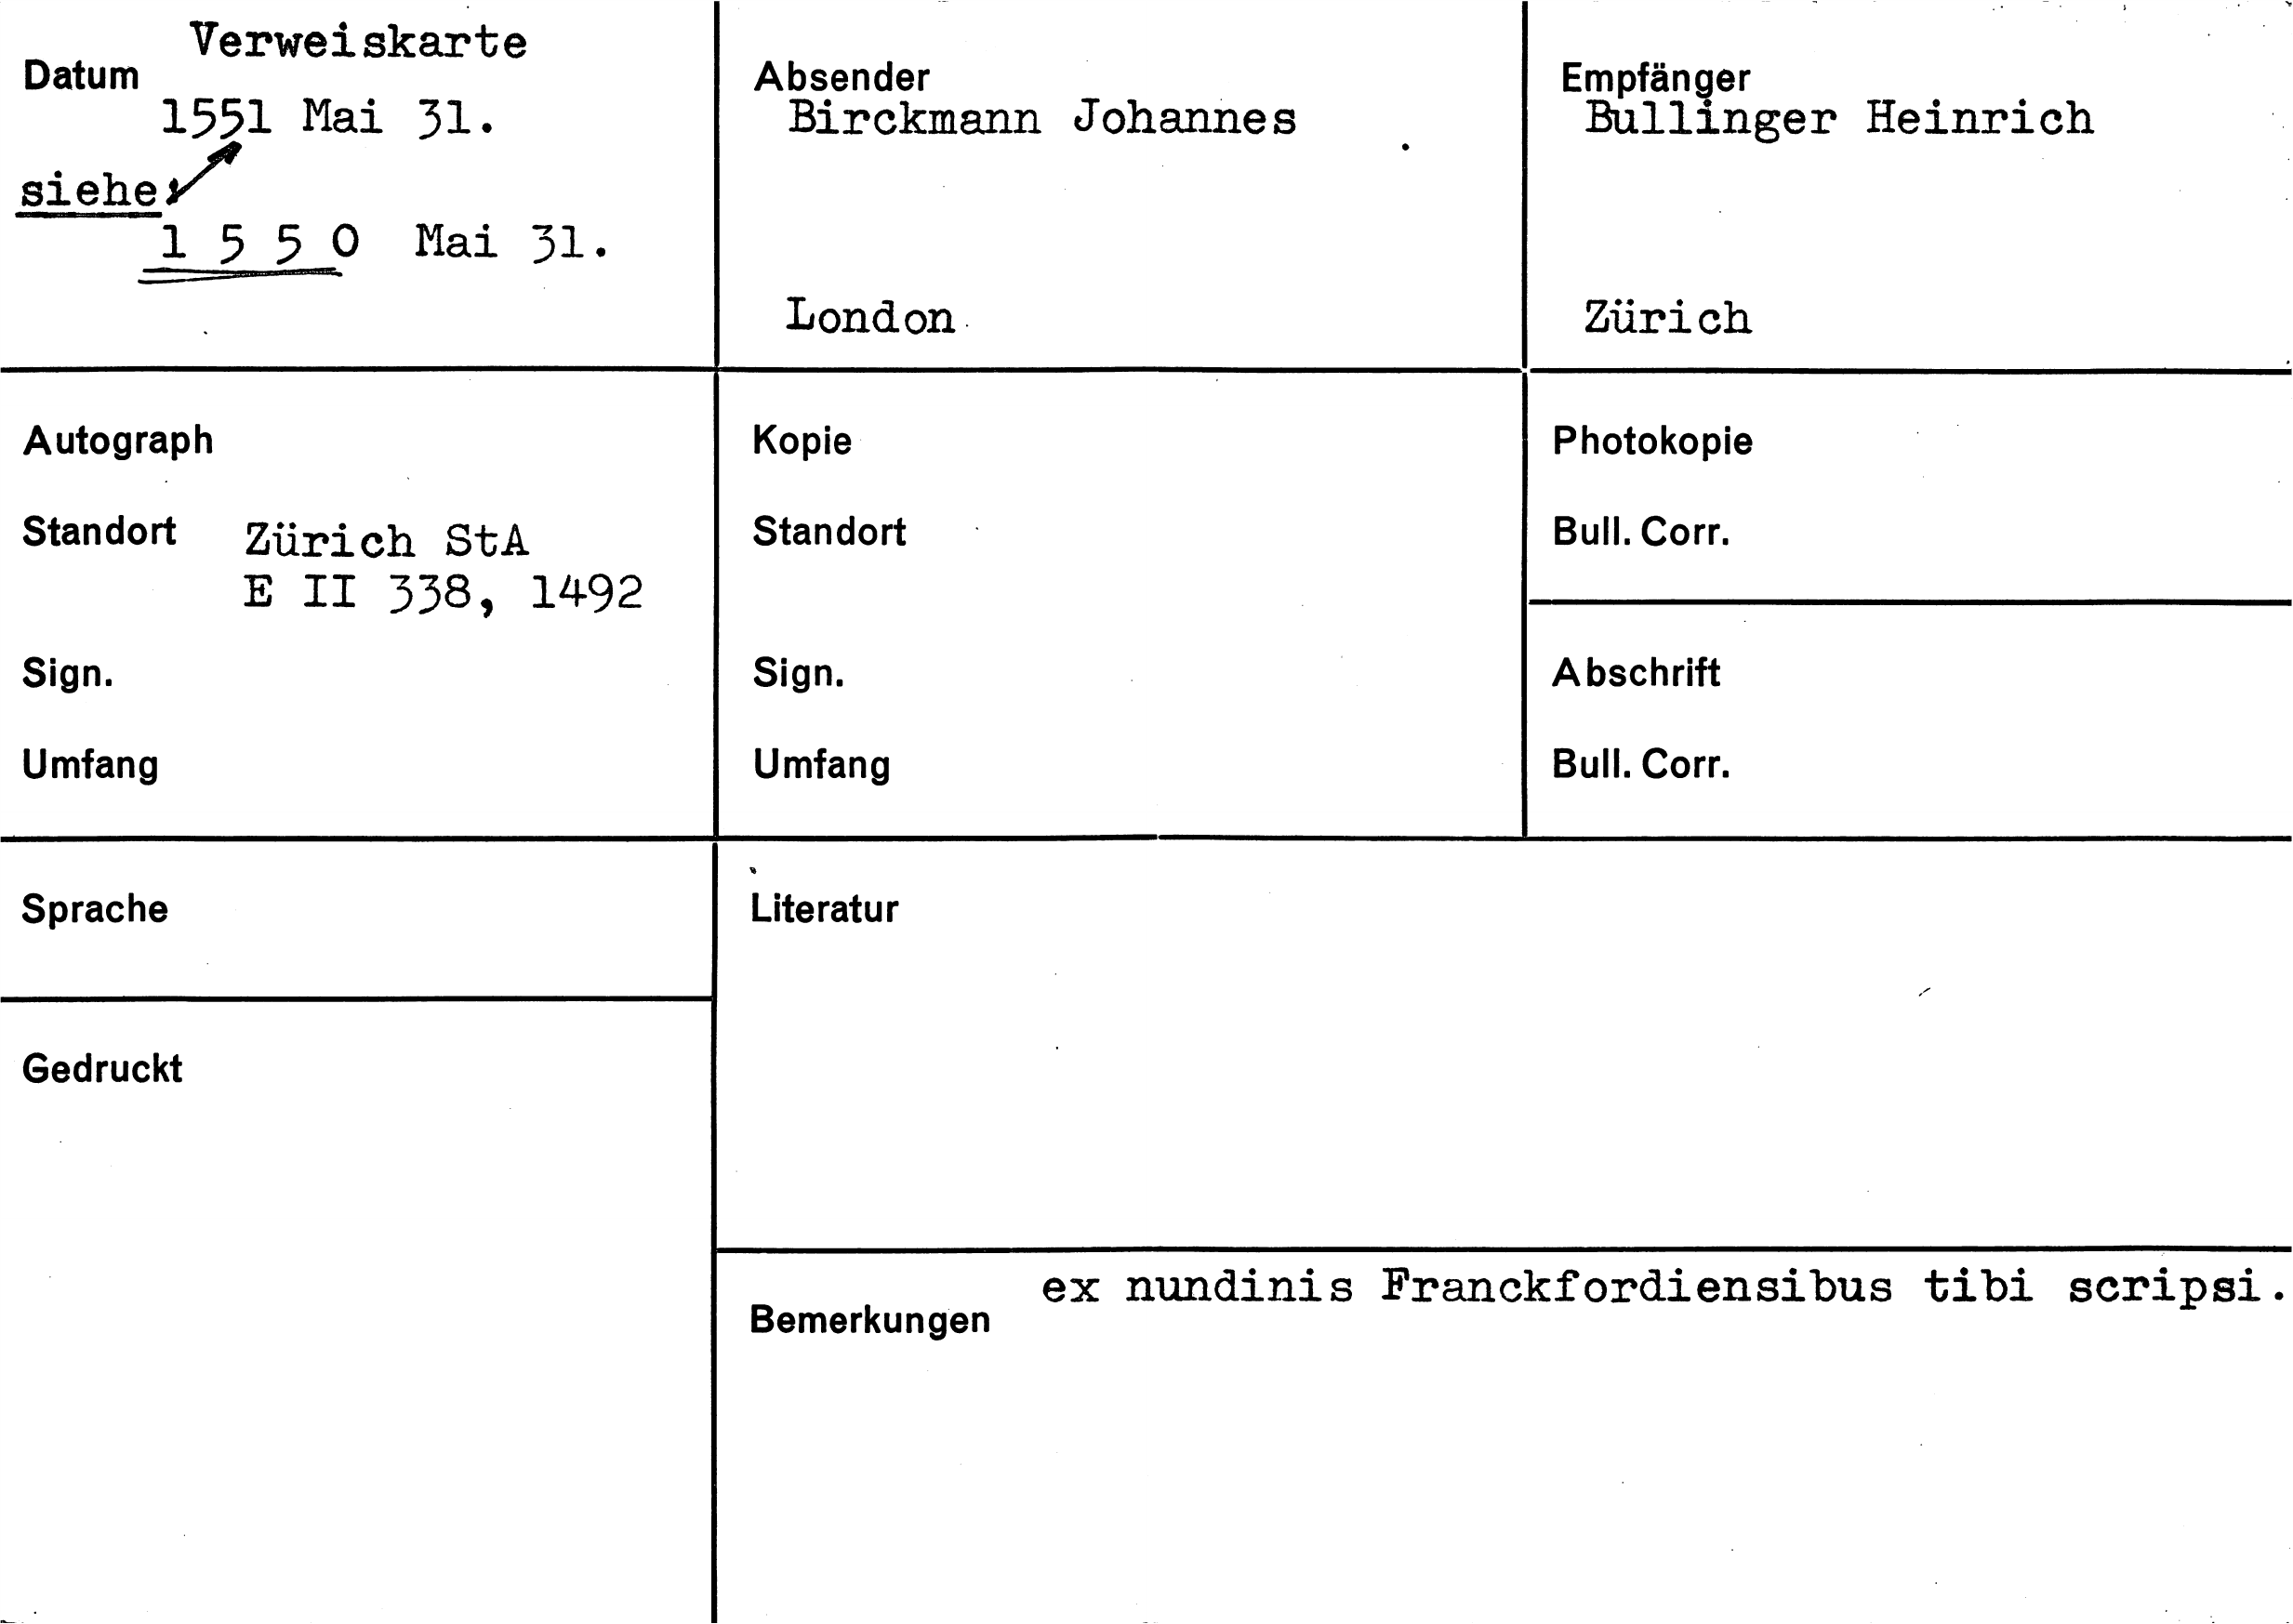 Verweiskarte
Datum
1551 Mai 31.
siehe
1 5 5 0 Mai 31.
Absender
Birckmann Johannes
London
Empfänger
Bullinger Heinrich
Zürich
Autograph
Standort Zürich StA
E II 338, 1492
Sign.
Umfang
Kopie
Standort
Sign.
Umfang
Photokopie
Bull. Corr.
Abschrift
Bull. Corr.
Sprache
Gedruckt
Literatur
ex nundinis Franckfordiensibus tibi scripsi.
Bemerkungen